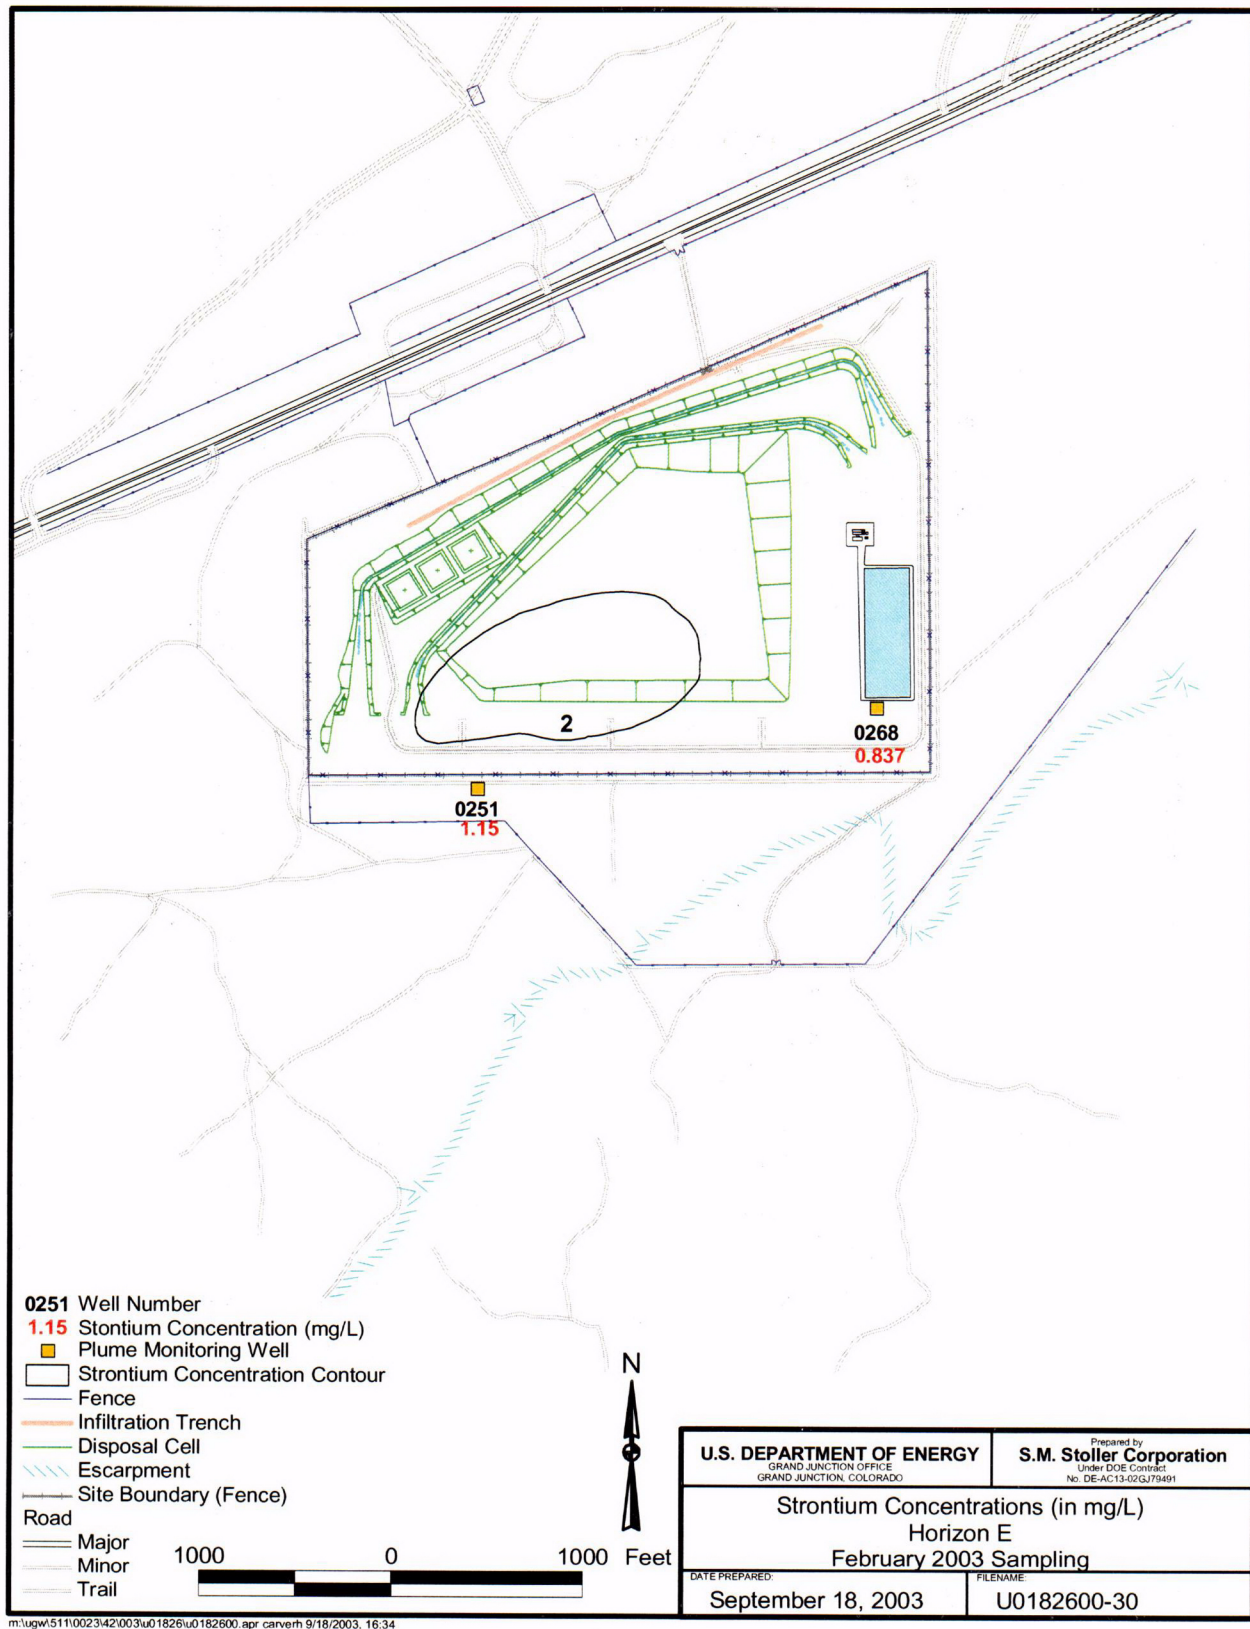 2
0268
0.837
0251
1.15
0251 Well Number
1.15 Stontium Concentration (mg/L)
Plume Monitoring Well
Strontium Concentration Contour
Fence
Infiltration Trench
Disposal Cell
Escarpment
Site Boundary (Fence)
Road
Major
Minor
Trail
1000 0 1000 Feet
N
U.S. DEPARTMENT OF ENERGY
GRAND JUNCTION OFFICE
GRAND JUNCTION, COLORADO
Prepared by
S.M. Stoller Corporation
Under DOE Contract
No. DE-AC13-02GJ79491
Strontium Concentrations (in mg/L)
Horizon E
February 2003 Sampling
DATE PREPARED:
September 18, 2003
FILENAME:
U0182600-30
m:\ugw\511\0023\42\003\u01826\u0182600.apr carverh 9/18/2003, 16:34